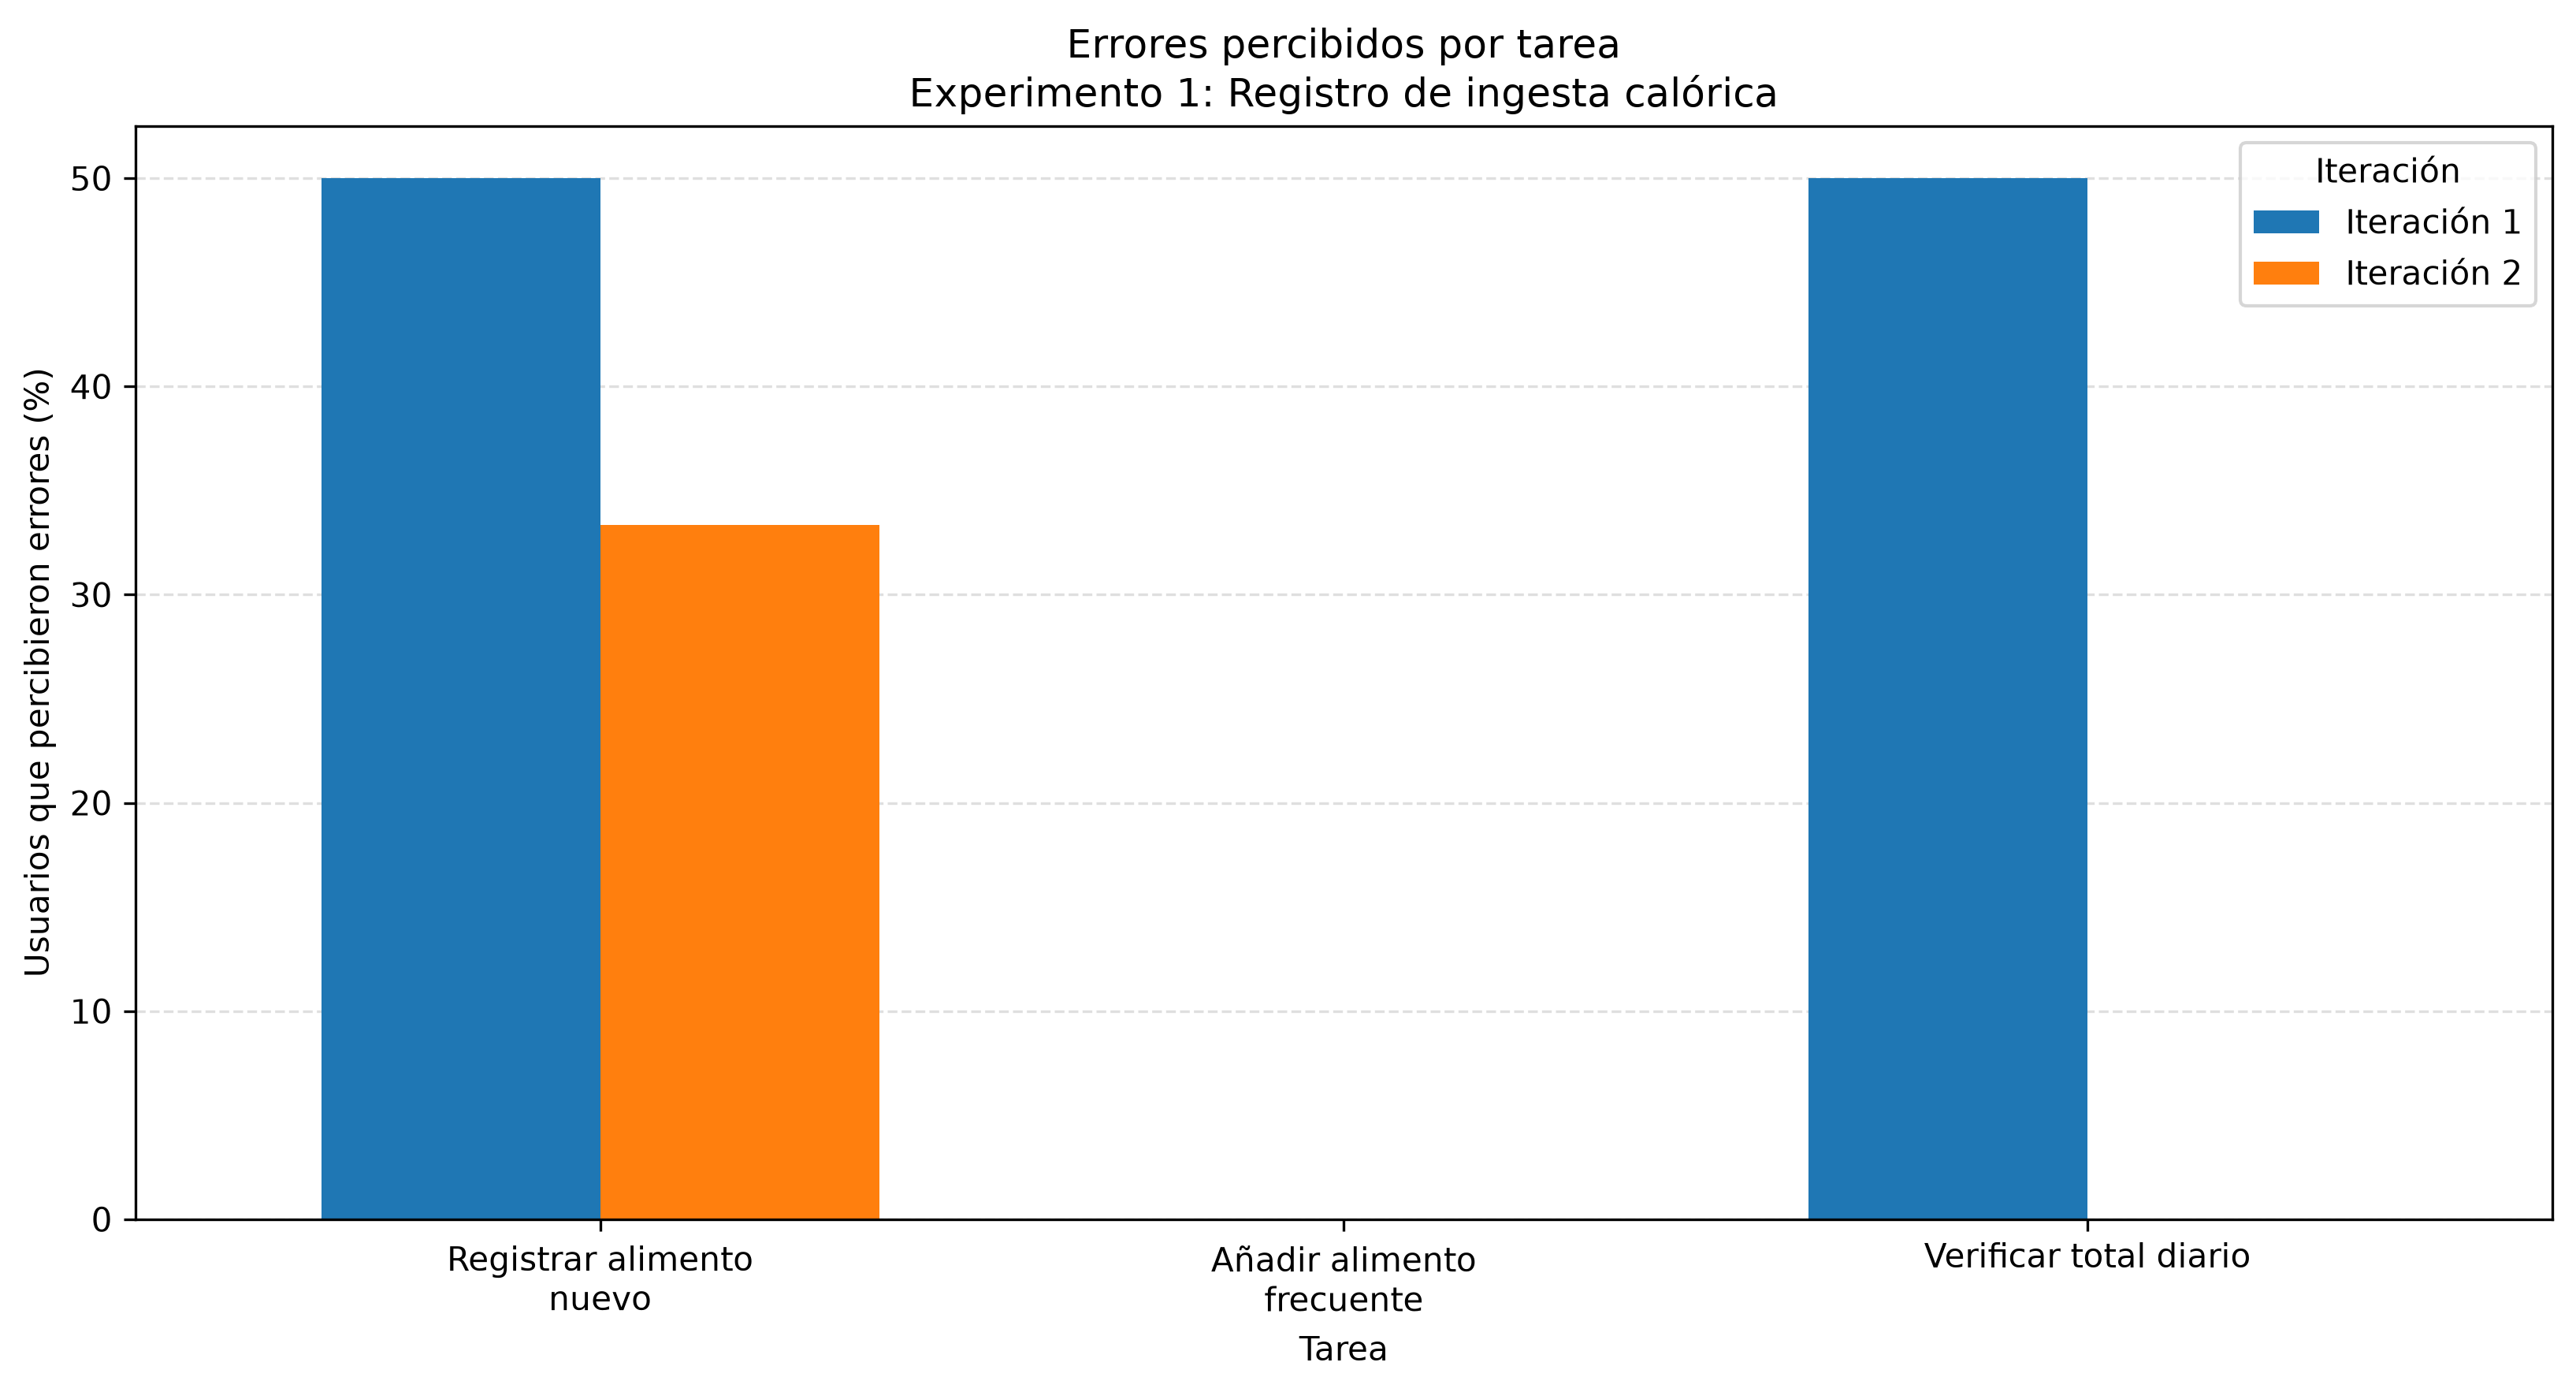 Errores percibidos por tarea
Experimento 1: Registro de ingesta calórica
Iteración
Iteración 1
Iteración 2
Usuarios que percibieron errores (%)
50
40
30
20
10
0
Registrar alimento
nuevo
Añadir alimento
frecuente
Verificar total diario
Tarea